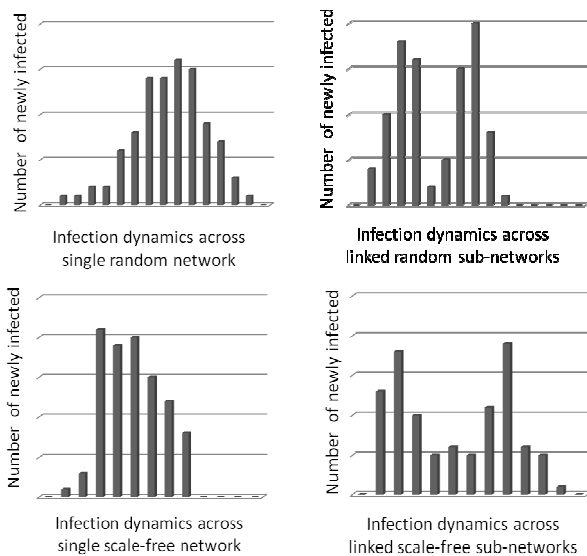 Number of newly infected
Infection dynamics across
single random network
Number of newly infected
Infection dynamics across
linked random sub-networks
Number of newly infected
Infection dynamics across
single scale-free network
Number of newly infected
Infection dynamics across
linked scale-free sub-networks